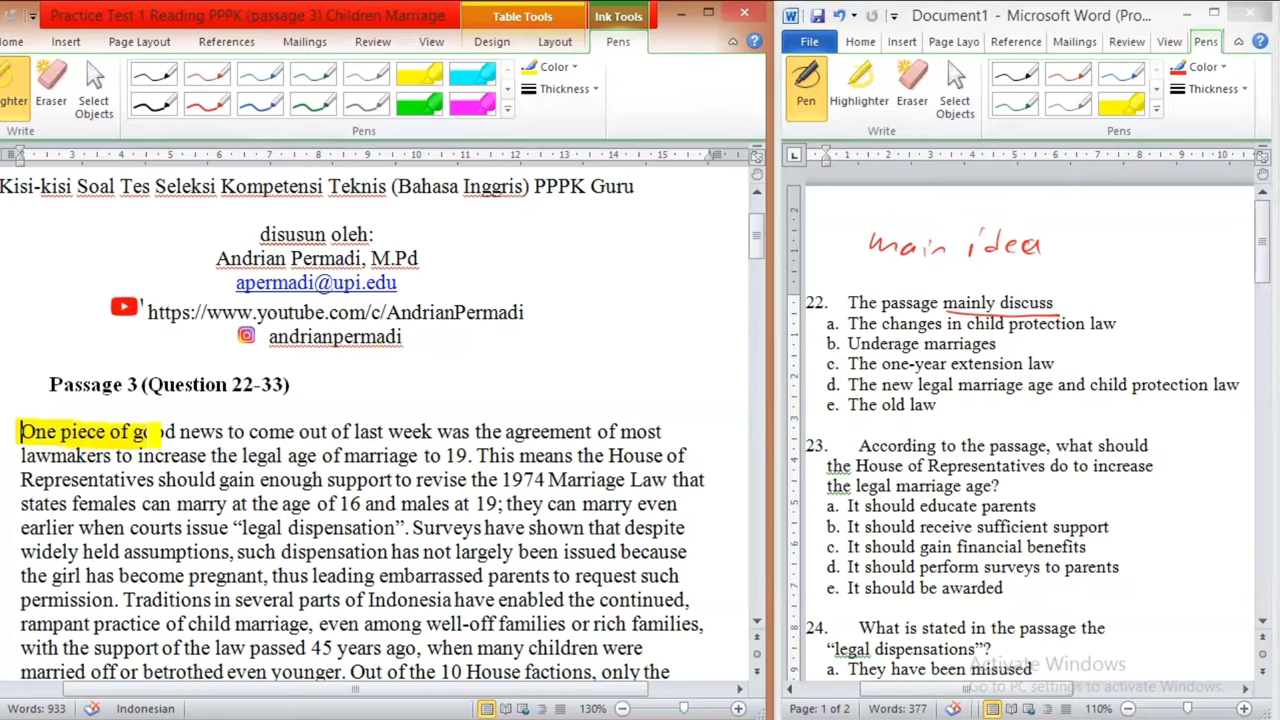 Practice Test 1 Reading PPPK (passage 3) Children Marriage
Table Tools
Ink Tools
Insert
Page Layout
References
Mailings
Review
View
Design
Layout
Pens
Eraser
Select Objects
Color
Thickness
Write
Pens
Kisi-kisi Soal Tes Seleksi Kompetensi Teknis (Bahasa Inggris) PPPK Guru
disusun oleh:
Andrian Permadi, M.Pd
apermadi@upi.edu
https://www.youtube.com/c/AndrianPermadi
andrianpermadi
Passage 3 (Question 22-33)
One piece of good news to come out of last week was the agreement of most
lawmakers to increase the legal age of marriage to 19. This means the House of
Representatives should gain enough support to revise the 1974 Marriage Law that
states females can marry at the age of 16 and males at 19; they can marry even
earlier when courts issue “legal dispensation”. Surveys have shown that despite
widely held assumptions, such dispensation has not largely been issued because
the girl has become pregnant, thus leading embarrassed parents to request such
permission. Traditions in several parts of Indonesia have enabled the continued,
rampant practice of child marriage, even among well-off families or rich families,
with the support of the law passed 45 years ago, when many children were
married off or betrothed even younger. Out of the 10 House factions, only the
Words: 933
Indonesian
130%
Document1 - Microsoft Word (Pro...
File
Home
Insert
Page Layo
Reference
Mailings
Review
View
Pens
Pen
Highlighter
Eraser
Select Objects
Color
Thickness
Write
Pens
main idea
22. The passage mainly discuss
a. The changes in child protection law
b. Underage marriages
c. The one-year extension law
d. The new legal marriage age and child protection law
e. The old law
23. According to the passage, what should
the House of Representatives do to increase
the legal marriage age?
a. It should educate parents
b. It should receive sufficient support
c. It should gain financial benefits
d. It should perform surveys to parents
e. It should be awarded
24. What is stated in the passage the
“legal dispensations”?
a. They have been misused
Activate Windows
Go to PC settings to activate Windows.
Page: 1 of 2
Words: 377
110%